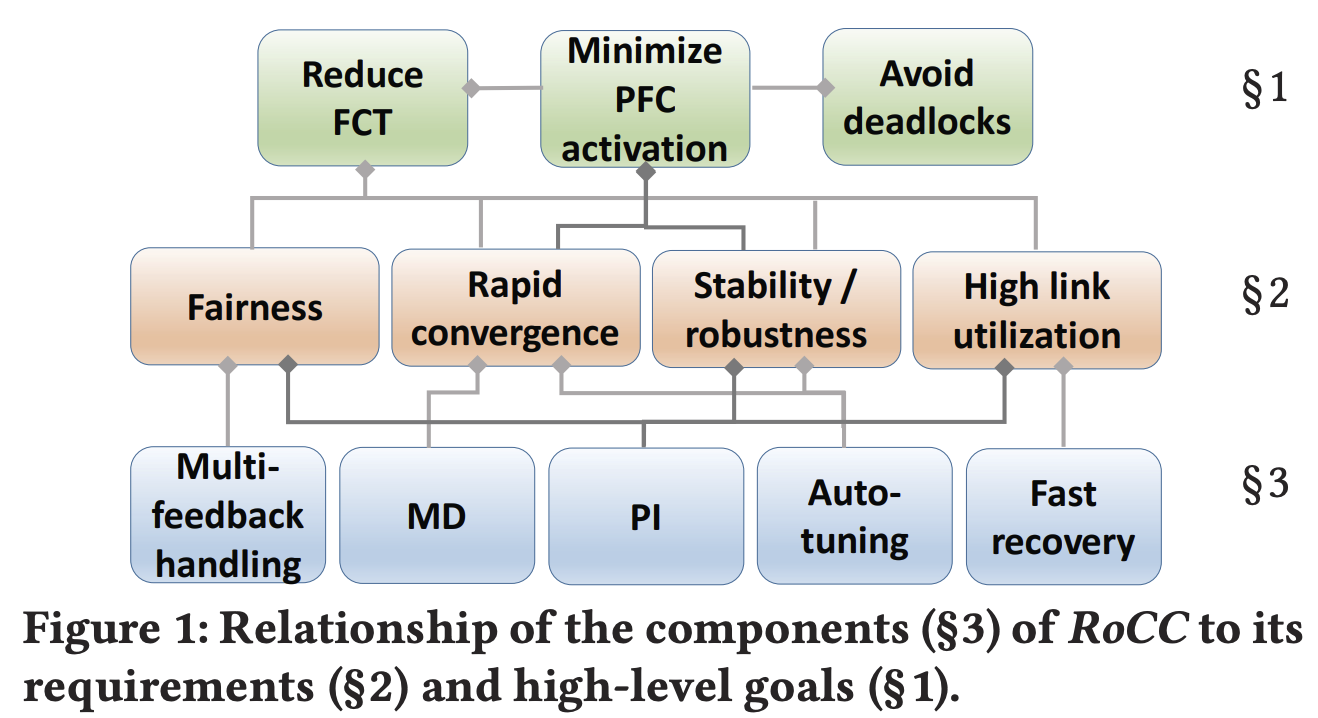 Reduce
FCT
Minimize
PFC
activation
Avoid
deadlocks
§1
Fairness
Rapid
convergence
Stability /
robustness
High link
utilization
§2
Multi-
feedback
handling
MD
PI
Auto-
tuning
Fast
recovery
§3
Figure 1: Relationship of the components (§3) of RoCC to its
requirements (§2) and high-level goals (§1).